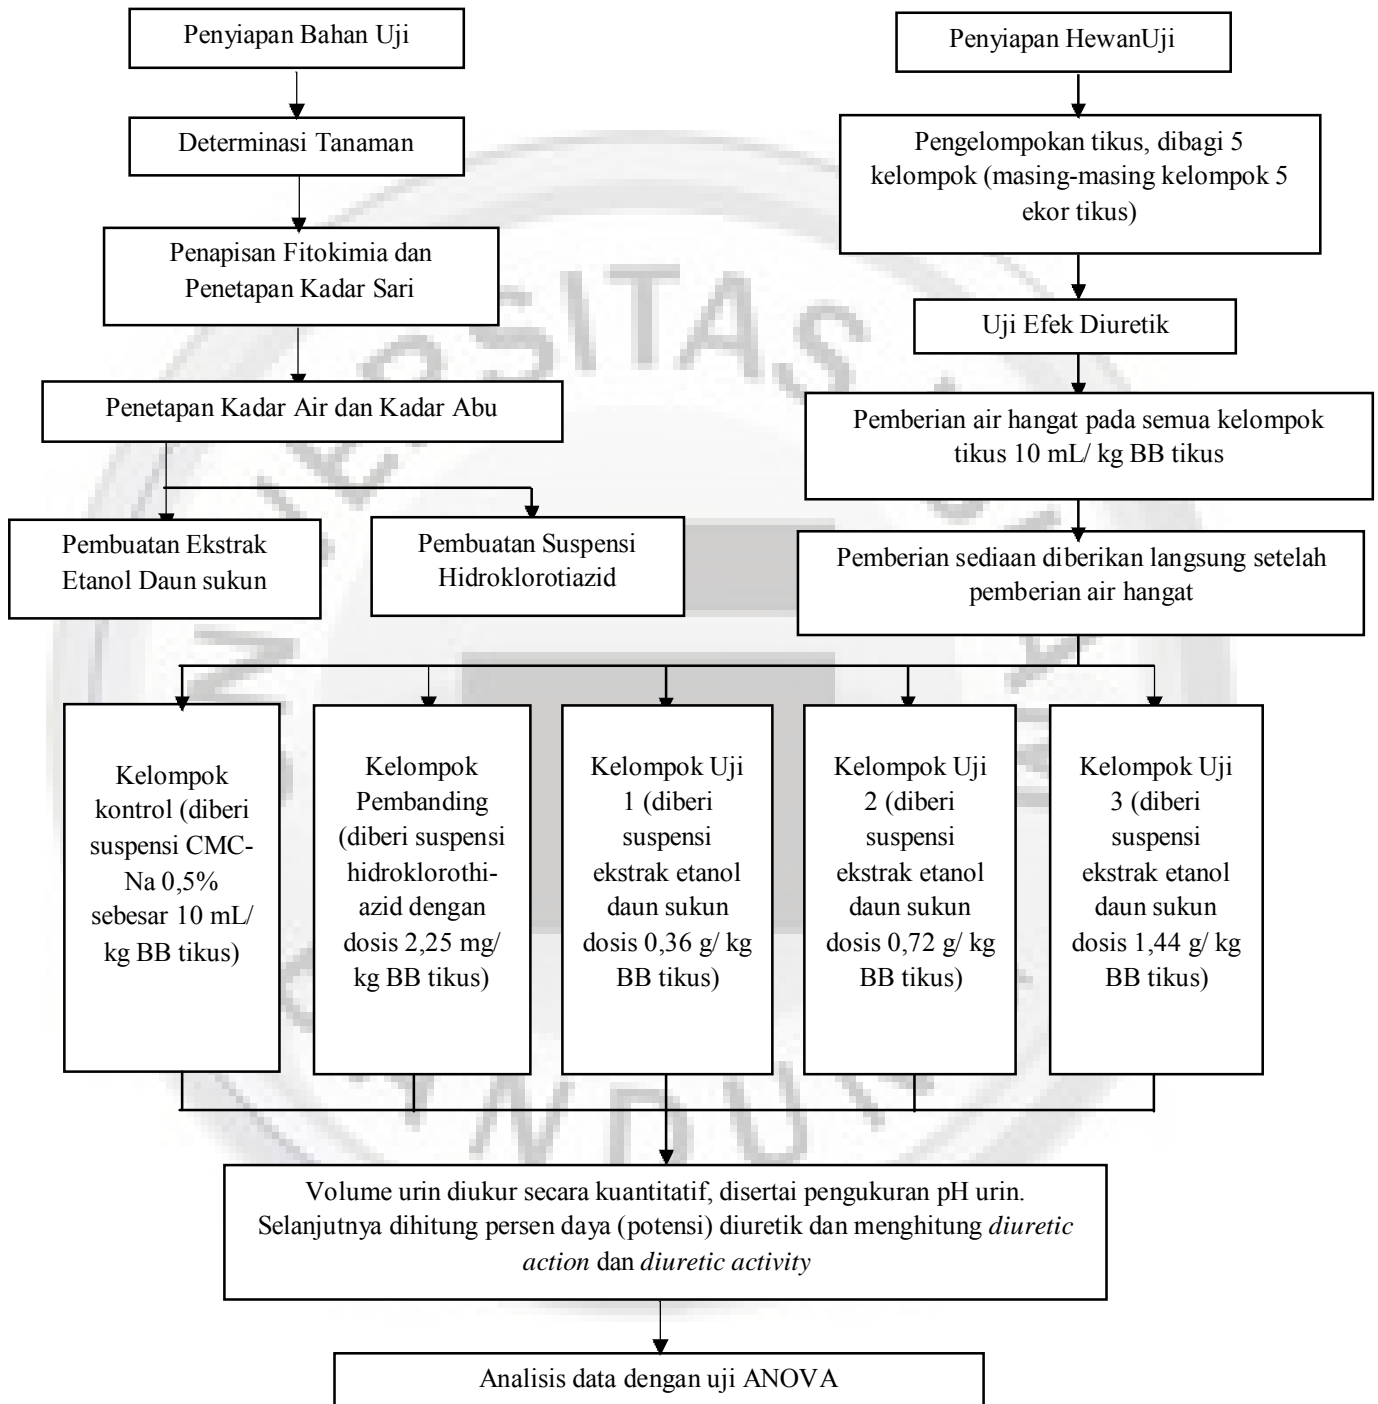 Penyiapan Bahan Uji
Determinasi Tanaman
Penapisan Fitokimia dan
Penetapan Kadar Sari
Penetapan Kadar Air dan Kadar Abu
Pembuatan Ekstrak
Etanol Daun sukun
Pembuatan Suspensi
Hidroklorotiazid
Penyiapan HewanUji
Pengelompokan tikus, dibagi 5
kelompok (masing-masing kelompok 5
ekor tikus)
Uji Efek Diuretik
Pemberian air hangat pada semua kelompok
tikus 10 mL/ kg BB tikus
Pemberian sediaan diberikan langsung setelah
pemberian air hangat
Kelompok
kontrol (diberi
suspensi CMC-
Na 0,5%
sebesar 10 mL/
kg BB tikus)
Kelompok
Pembanding
(diberi suspensi
hidroklorothi-
azid dengan
dosis 2,25 mg/
kg BB tikus)
Kelompok Uji
1 (diberi
suspensi
ekstrak etanol
daun sukun
dosis 0,36 g/ kg
BB tikus)
Kelompok Uji
2 (diberi
suspensi
ekstrak etanol
daun sukun
dosis 0,72 g/ kg
BB tikus)
Kelompok Uji
3 (diberi
suspensi
ekstrak etanol
daun sukun
dosis 1,44 g/ kg
BB tikus)
Volume urin diukur secara kuantitatif, disertai pengukuran pH urin.
Selanjutnya dihitung persen daya (potensi) diuretik dan menghitung diuretic
action dan diuretic activity
Analisis data dengan uji ANOVA